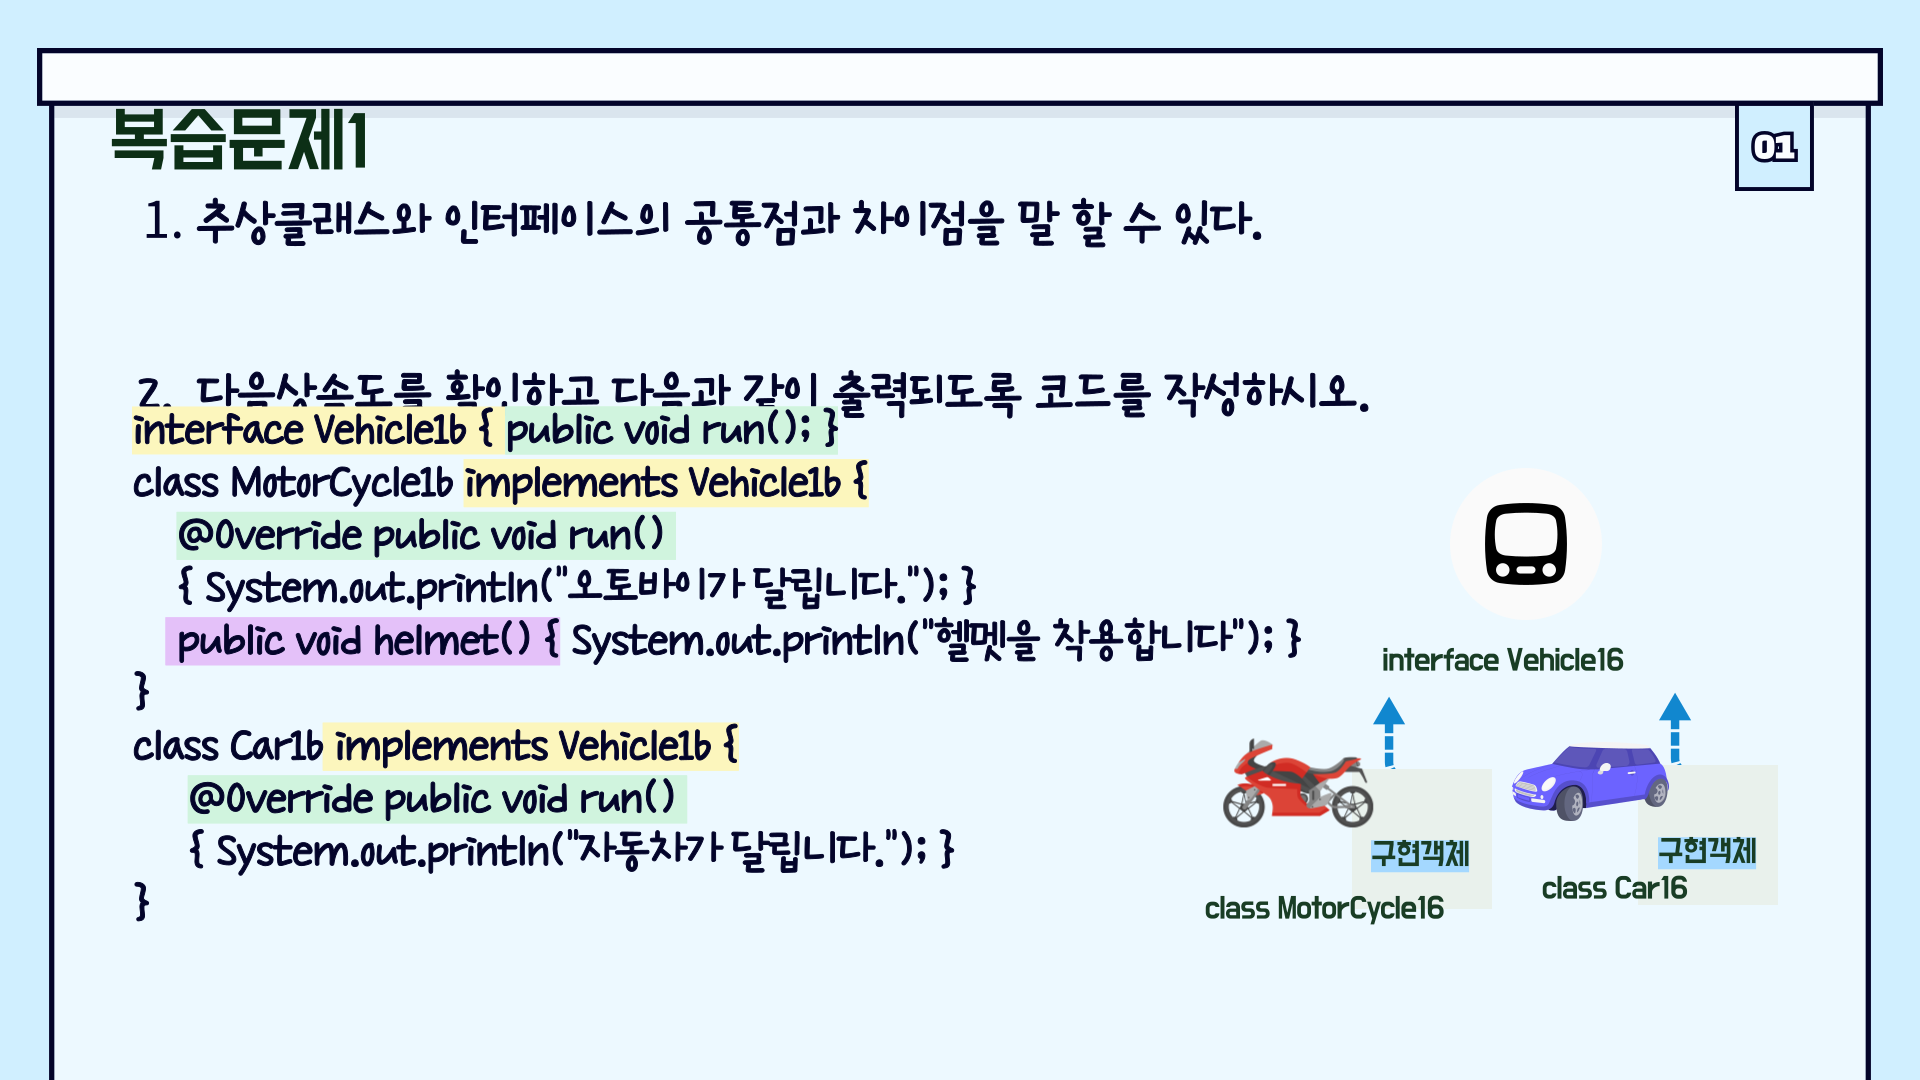 복습문제1
01
1. 추상클래스와 인터페이스의 공통점과 차이점을 말 할 수 있다.
2. 다음상속도를 확인하고 다음과 같이 출력되도록 코드를 작성하시오.
interface Vehicle1b { public void run(); }
class MotorCycle1b implements Vehicle1b {
@Override public void run()
{ System.out.println("오토바이가 달립니다."); }
public void helmet() { System.out.println("헬멧을 착용합니다"); }
}
class Car1b implements Vehicle1b {
@Override public void run()
{ System.out.println("자동차가 달립니다."); }
}
interface Vehicle16
구현객체
class MotorCycle16
구현객체
class Car16